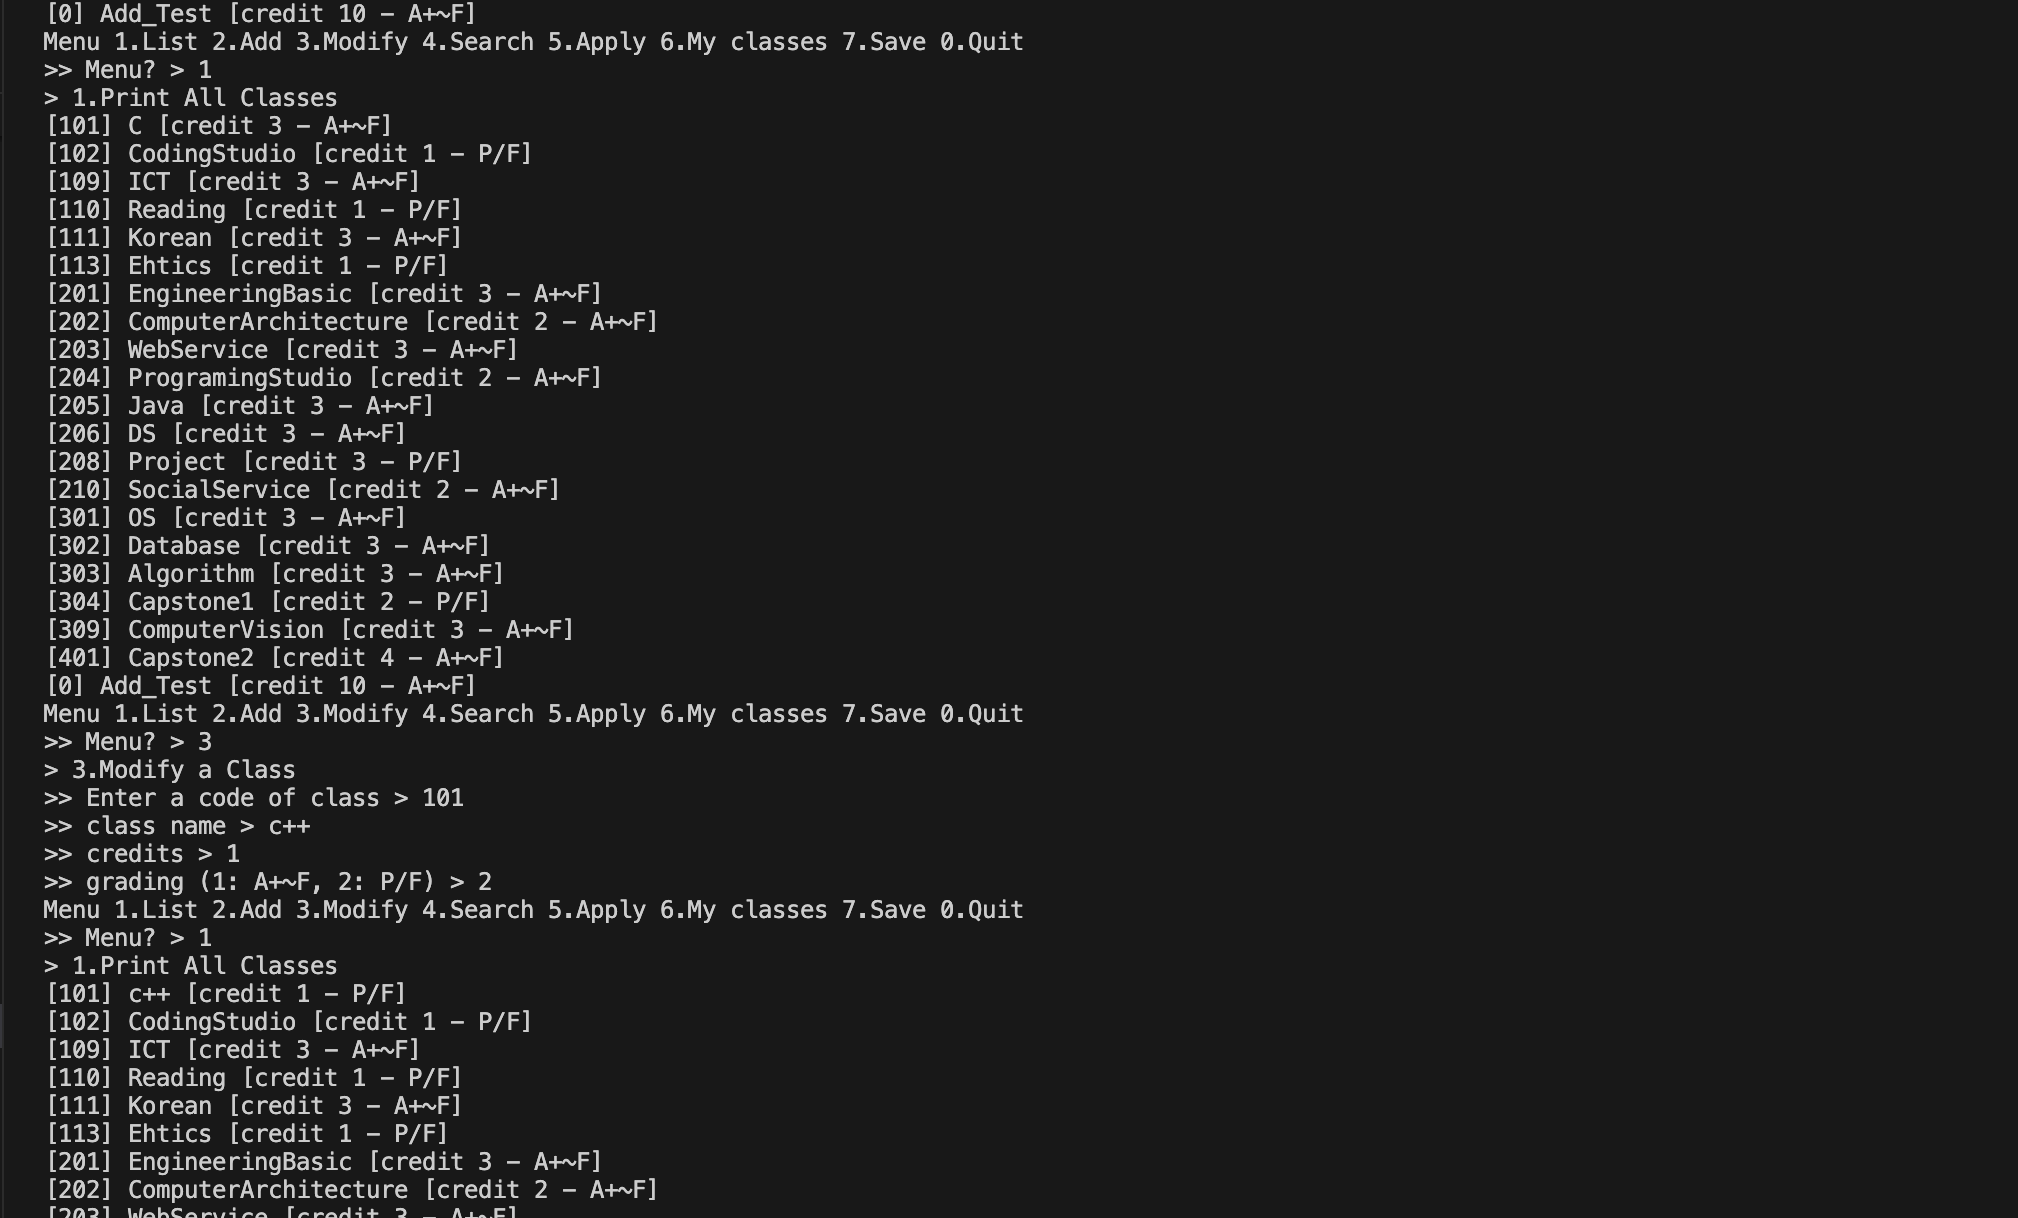 [0] Add_Test [credit 10 - A+~F]
Menu 1.List 2.Add 3.Modify 4.Search 5.Apply 6.My classes 7.Save 0.Quit
>> Menu? > 1
> 1.Print All Classes
[101] C [credit 3 - A+~F]
[102] CodingStudio [credit 1 - P/F]
[109] ICT [credit 3 - A+~F]
[110] Reading [credit 1 - P/F]
[111] Korean [credit 3 - A+~F]
[113] Ehtics [credit 1 - P/F]
[201] EngineeringBasic [credit 3 - A+~F]
[202] ComputerArchitecture [credit 2 - A+~F]
[203] WebService [credit 3 - A+~F]
[204] ProgramingStudio [credit 2 - A+~F]
[205] Java [credit 3 - A+~F]
[206] DS [credit 3 - A+~F]
[208] Project [credit 3 - P/F]
[210] SocialService [credit 2 - A+~F]
[301] OS [credit 3 - A+~F]
[302] Database [credit 3 - A+~F]
[303] Algorithm [credit 3 - A+~F]
[304] Capstone1 [credit 2 - P/F]
[309] ComputerVision [credit 3 - A+~F]
[401] Capstone2 [credit 4 - A+~F]
[0] Add_Test [credit 10 - A+~F]
Menu 1.List 2.Add 3.Modify 4.Search 5.Apply 6.My classes 7.Save 0.Quit
>> Menu? > 3
> 3.Modify a Class
>> Enter a code of class > 101
>> class name > c++
>> credits > 1
>> grading (1: A+~F, 2: P/F) > 2
Menu 1.List 2.Add 3.Modify 4.Search 5.Apply 6.My classes 7.Save 0.Quit
>> Menu? > 1
> 1.Print All Classes
[101] c++ [credit 1 - P/F]
[102] CodingStudio [credit 1 - P/F]
[109] ICT [credit 3 - A+~F]
[110] Reading [credit 1 - P/F]
[111] Korean [credit 3 - A+~F]
[113] Ehtics [credit 1 - P/F]
[201] EngineeringBasic [credit 3 - A+~F]
[202] ComputerArchitecture [credit 2 - A+~F]
[203] WebService [credit 3 - A+~F]